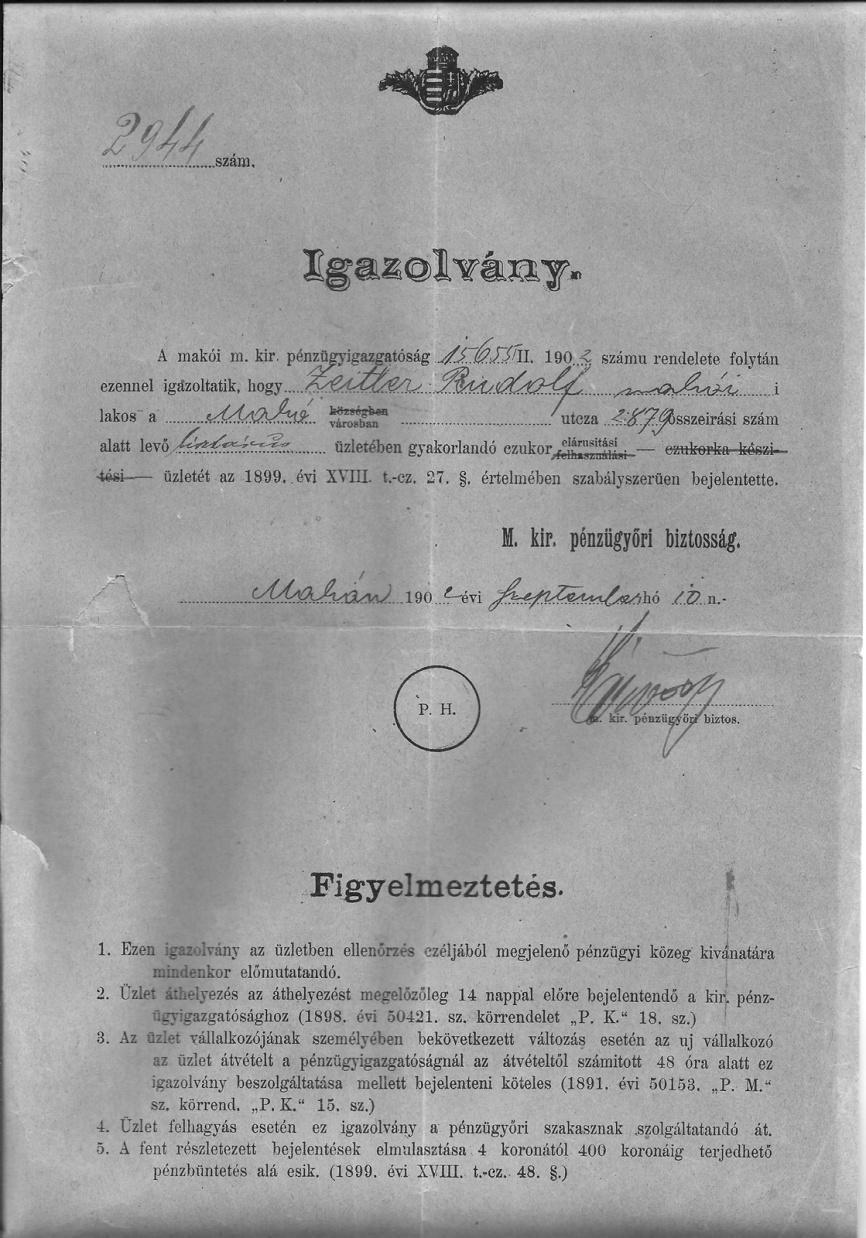 2944 szám.
Igazolvány.
A makói m. kir. pénzügyigazgatóság 15655 II. 1902 számu rendelete folytán
ezennel igazoltatik, hogy Zeitler Rudolf makói i
lakos a Makó községben városban utcza 2879 összeirási szám
alatt levő üzletében gyakorlandó czukor elárusitási felhasználási — czukorka készi-
tési — üzletét az 1899. évi XVIII. t.-cz. 27. §. értelmében szabályszerüen bejelentette.
M. kir. pénzügyőri biztosság.
Makón 190 évi szeptember hó 10 n.-
P. H.
m. kir. pénzügyőri biztos.
Figyelmeztetés.
1. Ezen igazolvány az üzletben ellenőrzés czéljából megjelenő pénzügyi közeg kivánatára
mindenkor előmutatandó.
2. Üzlet áthelyezés az áthelyezést megelőzőleg 14 nappal előre bejelentendő a kir. pénz-
ügyigazgatósághoz (1898. évi 50421. sz. körrendelet „P. K.“ 18. sz.)
3. Az üzlet vállalkozójának személyében bekövetkezett változás esetén az uj vállalkozó
az üzlet átvételt a pénzügyigazgatóságnál az átvételtől számitott 48 óra alatt ez
igazolvány beszolgáltatása mellett bejelenteni köteles (1891. évi 50153. „P. M.“
sz. körrend. „P. K.“ 15. sz.)
4. Üzlet felhagyás esetén ez igazolvány a pénzügyőri szakasznak szolgáltatandó át.
5. A fent részletezett bejelentések elmulasztása 4 koronától 400 koronáig terjedhető
pénzbüntetés alá esik. (1899. évi XVIII. t.-cz. 48. §.)